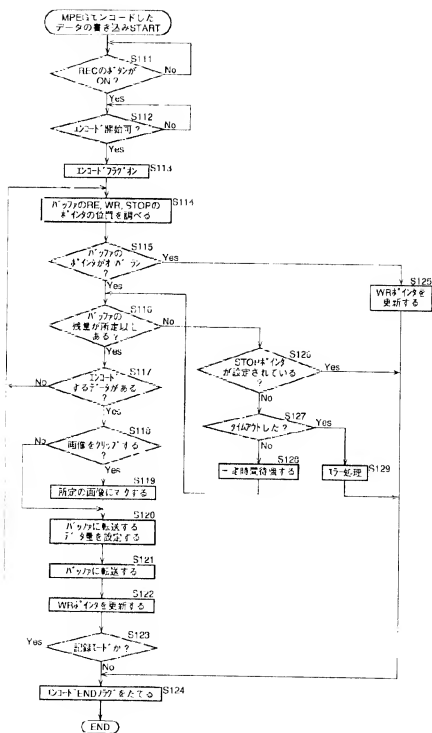 MPEGエンコードした
データの書き込みSTART
S111
RECのボタンが
ON?
No
Yes
S112
エンコード開始可?
No
Yes
エンコードフラグオン
S113
バッファのRE, WR, STOPの
ポインタの位置を調べる
S114
S115
バッファの
ポインタがオーバーラン
?
Yes
Yes
S125
WRポインタを
更新する
S116
バッファの
残量が所定以上
ある?
No
Yes
S126
STOPポインタ
が設定されている
?
Yes
No
S117
エンコード
するデータがある
?
No
Yes
S127
タイムアウトした?
Yes
No
S118
画像をクリップする
?
No
Yes
S128
一定時間待機する
S129
エラー処理
S119
所定の画像にマクする
S120
バッファに転送する
データ量を設定する
S121
バッファに転送する
S122
WRポインタを更新する
S123
記録モードか?
Yes
No
エンコードENDフラグをたてる
S124
END